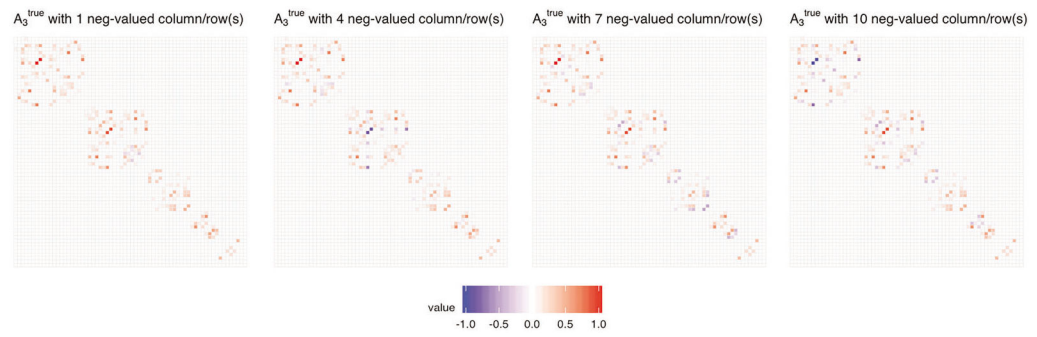 A₃ᵗʳᵘᵉ with 1 neg-valued column/row(s)
A₃ᵗʳᵘᵉ with 4 neg-valued column/row(s)
A₃ᵗʳᵘᵉ with 7 neg-valued column/row(s)
A₃ᵗʳᵘᵉ with 10 neg-valued column/row(s)
value
-1.0 -0.5 0.0 0.5 1.0